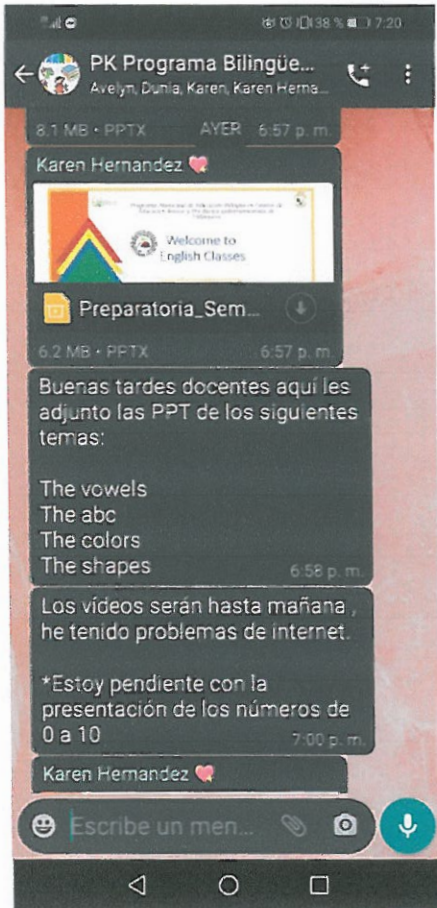 38 % 7:20
PK Programa Bilingüe...
Avelyn, Dunia, Karen, Karen Herna...
8.1 MB • PPTX AYER 6:57 p. m.
Karen Hernandez
Welcome to
English Classes
Preparatoria_Sem...
6.2 MB • PPTX 6:57 p. m.
Buenas tardes docentes aquí les
adjunto las PPT de los siguientes
temas:
The vowels
The abc
The colors
The shapes 6:58 p. m.
Los vídeos serán hasta mañana ,
he tenido problemas de internet.
*Estoy pendiente con la
presentación de los números de
0 a 10 7:00 p. m.
Karen Hernandez
Escribe un men...